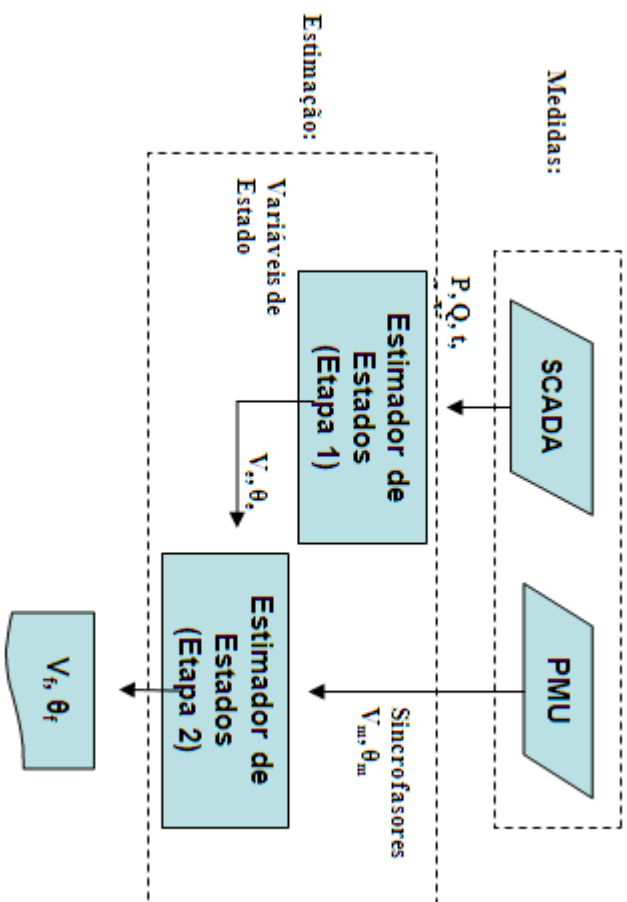 Medidas:
SCADA
PMU
P, Q, t,
Sincrofasores
Vm, θm
Estimação:
Estimador de
Estados
(Etapa 1)
Variáveis de
Estado
Ve, θe
Estimador de
Estados
(Etapa 2)
Vf, θf